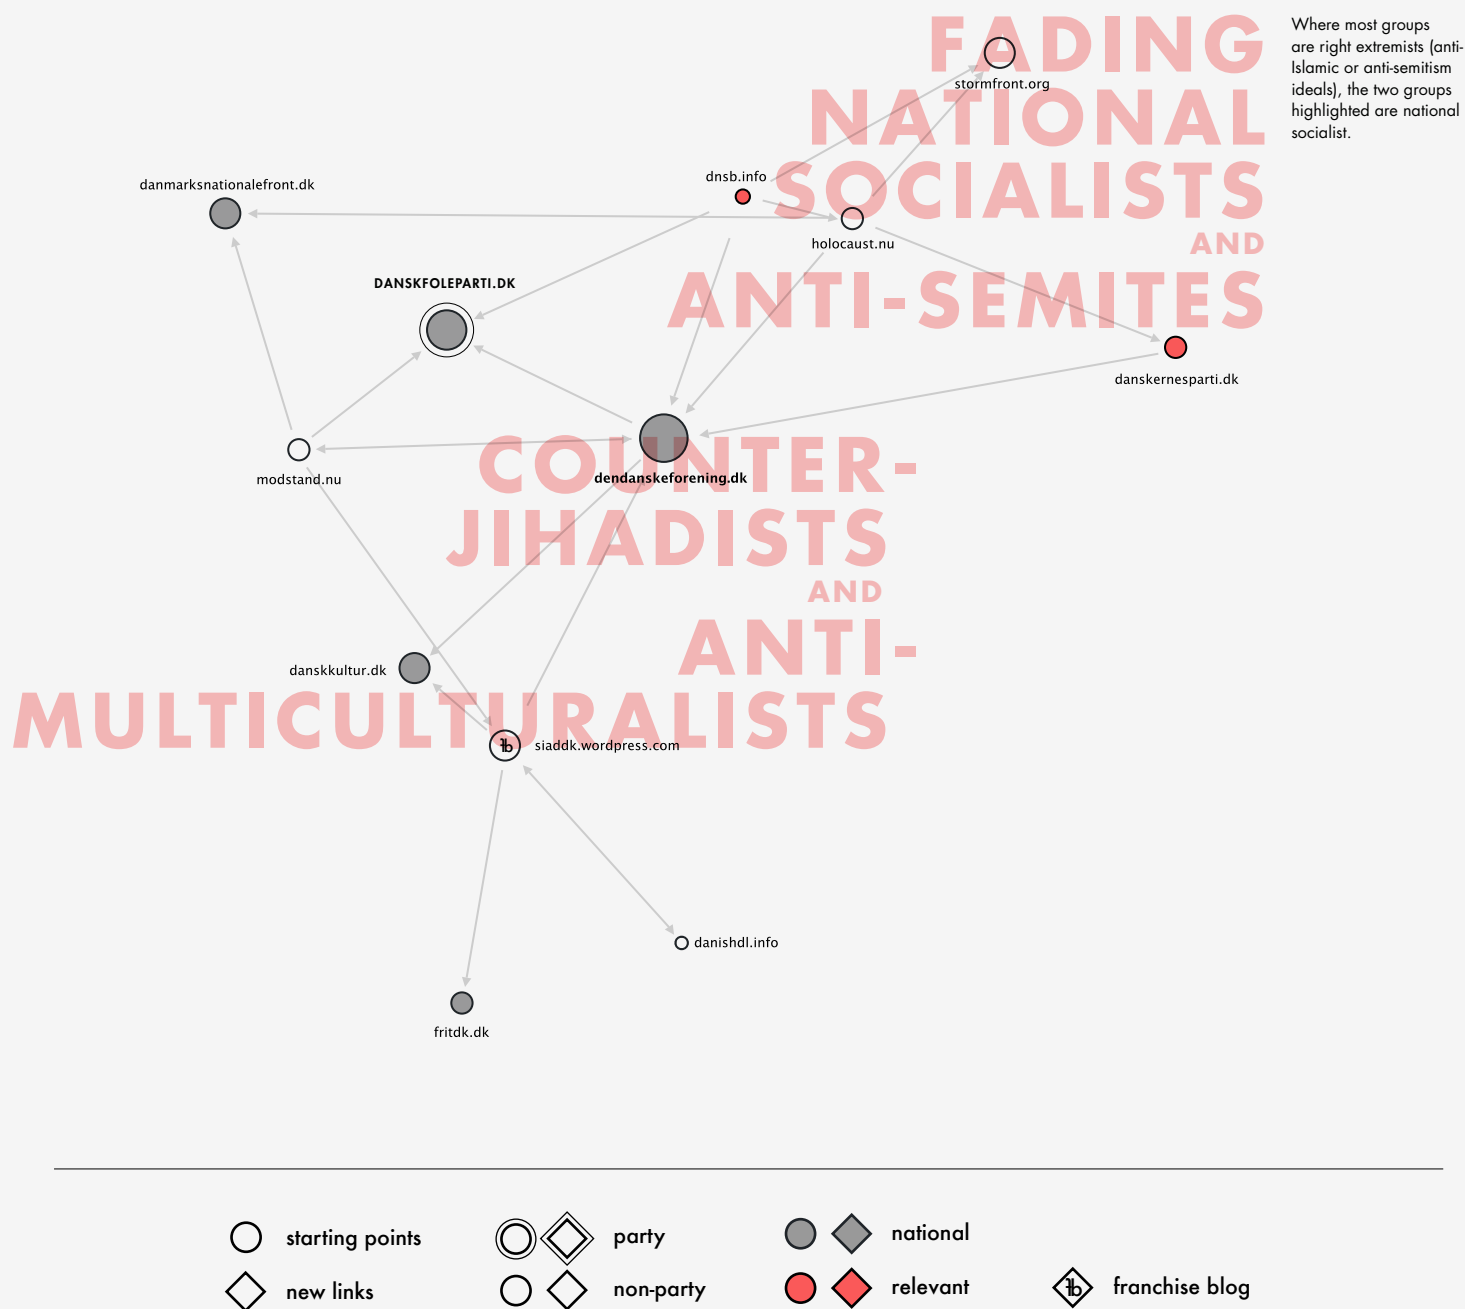 FADING
NATIONAL
SOCIALISTS
AND
ANTI-SEMITES
Where most groups
are right extremists (anti-
Islamic or anti-semitism
ideals), the two groups
highlighted are national
socialist.
stormfront.org
dnsb.info
danmarksnationalefront.dk
holocaust.nu
DANSKFOLEPARTI.DK
danskernesparti.dk
COUNTER-
JIHADISTS
AND
ANTI-
MULTICULTURALISTS
modstand.nu
dendanskeforening.dk
danskkultur.dk
tb
siaddk.wordpress.com
danishdl.info
fritdk.dk
starting points
party
national
new links
non-party
relevant
tb
franchise blog